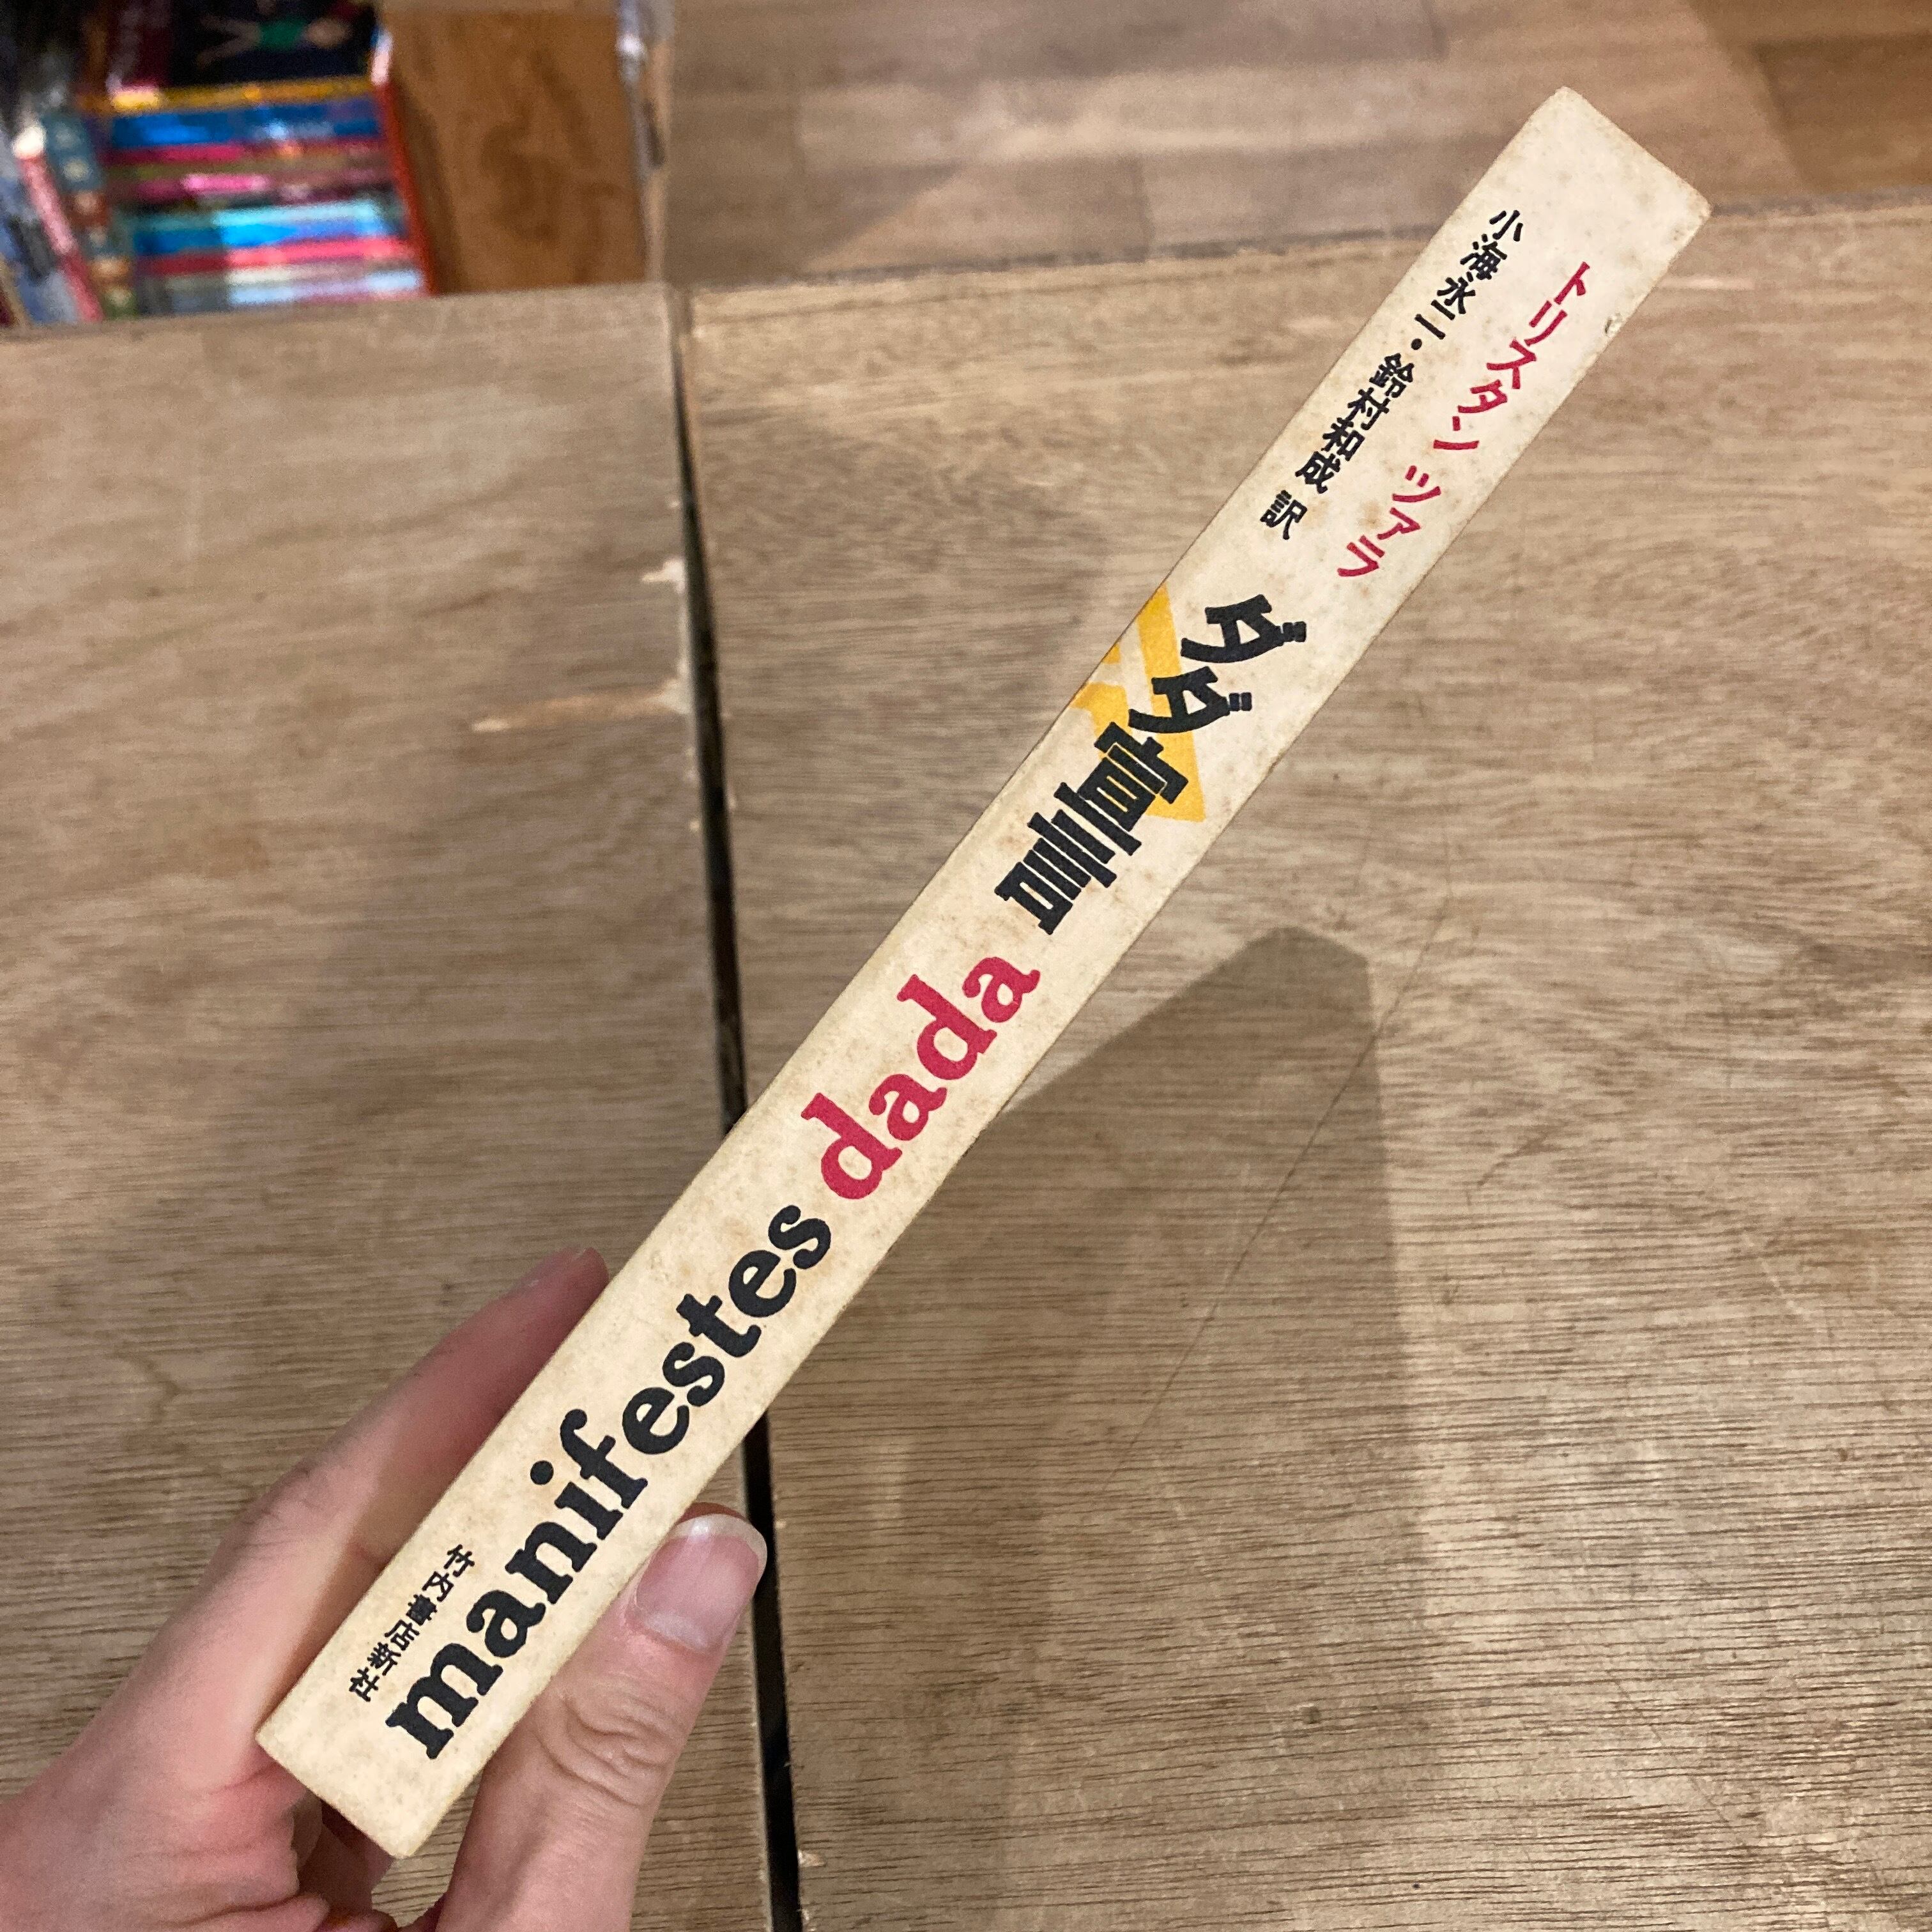 トリスタン ツァラ
小海永二・鈴村和成 訳
ダダ宣言
manifestes dada
竹内書店新社